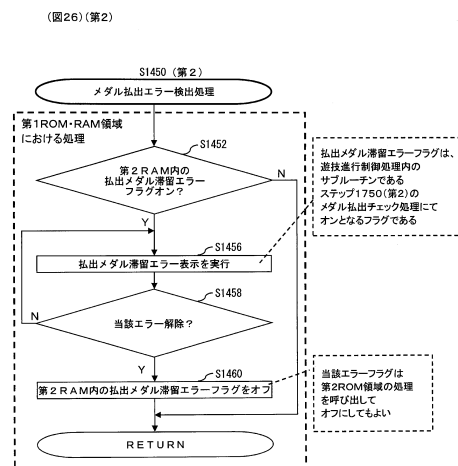 (図26)(第2)
S1450(第2)
メダル払出エラー検出処理
第1ROM・RAM領域
における処理
S1452
第2RAM内の
払出メダル滞留エラー
フラグオン?
N
Y
払出メダル滞留エラーフラグは、
遊技進行制御処理内の
サブルーチンである
ステップ1750(第2)の
メダル払出チェック処理にて
オンとなるフラグである
S1456
払出メダル滞留エラー表示を実行
S1458
N
当該エラー解除?
Y
S1460
第2RAM内の払出メダル滞留エラーフラグをオフ
当該エラーフラグは
第2ROM領域の処理
を呼び出して
オフにしてもよい
RETURN